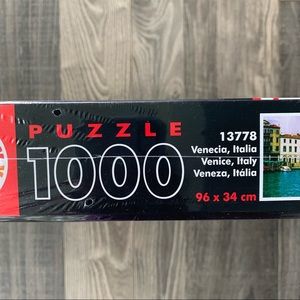 PUZZLE
1000
13778
Venecia, Italia
Venice, Italy
Veneza, Itália
96 x 34 cm